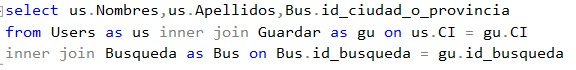 select us.Nombres,us.Apellidos,Bus.id_ciudad_o_provincia
from Users as us inner join Guardar as gu on us.CI = gu.CI
inner join Busqueda as Bus on Bus.id_busqueda = gu.id_busqueda